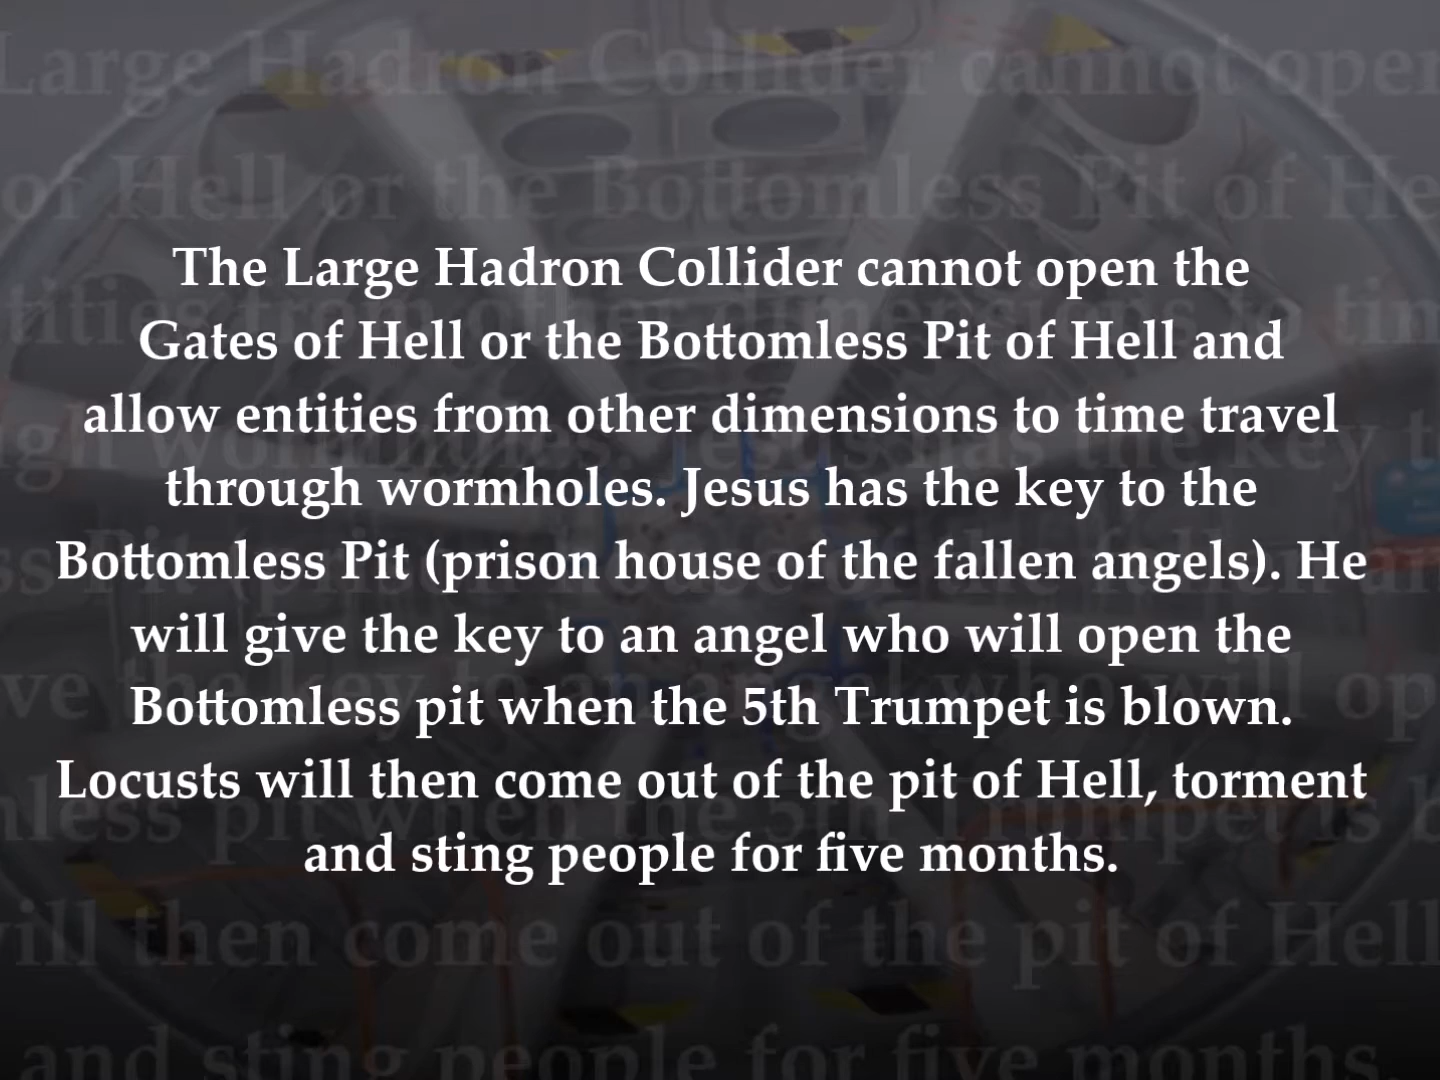 The Large Hadron Collider cannot open the
Gates of Hell or the Bottomless Pit of Hell and
allow entities from other dimensions to time travel
through wormholes. Jesus has the key to the
Bottomless Pit (prison house of the fallen angels). He
will give the key to an angel who will open the
Bottomless pit when the 5th Trumpet is blown.
Locusts will then come out of the pit of Hell, torment
and sting people for five months.